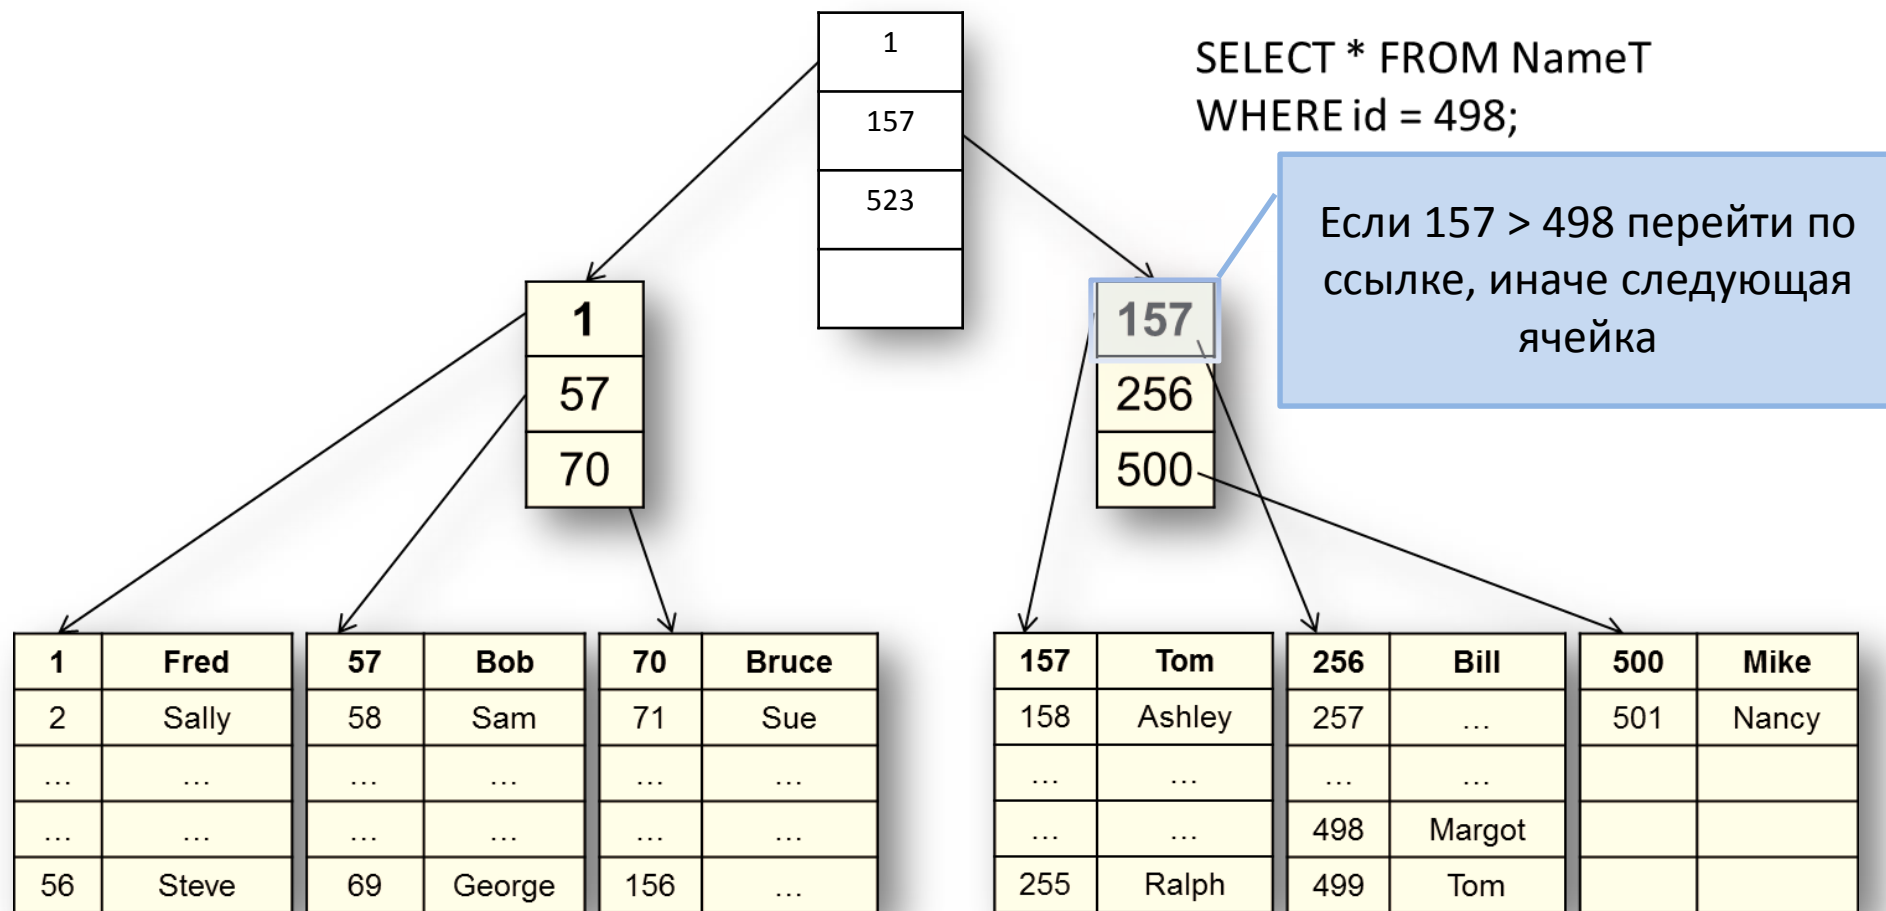 1
157
523
SELECT * FROM NameT
WHERE id = 498;
Если 157 > 498 перейти по
ссылке, иначе следующая
ячейка
1
57
70
157
256
500
1 Fred
2 Sally
... ...
... ...
56 Steve
57 Bob
58 Sam
... ...
... ...
69 George
70 Bruce
71 Sue
... ...
... ...
156 ...
157 Tom
158 Ashley
... ...
... ...
255 Ralph
256 Bill
257 ...
... ...
498 Margot
499 Tom
500 Mike
501 Nancy